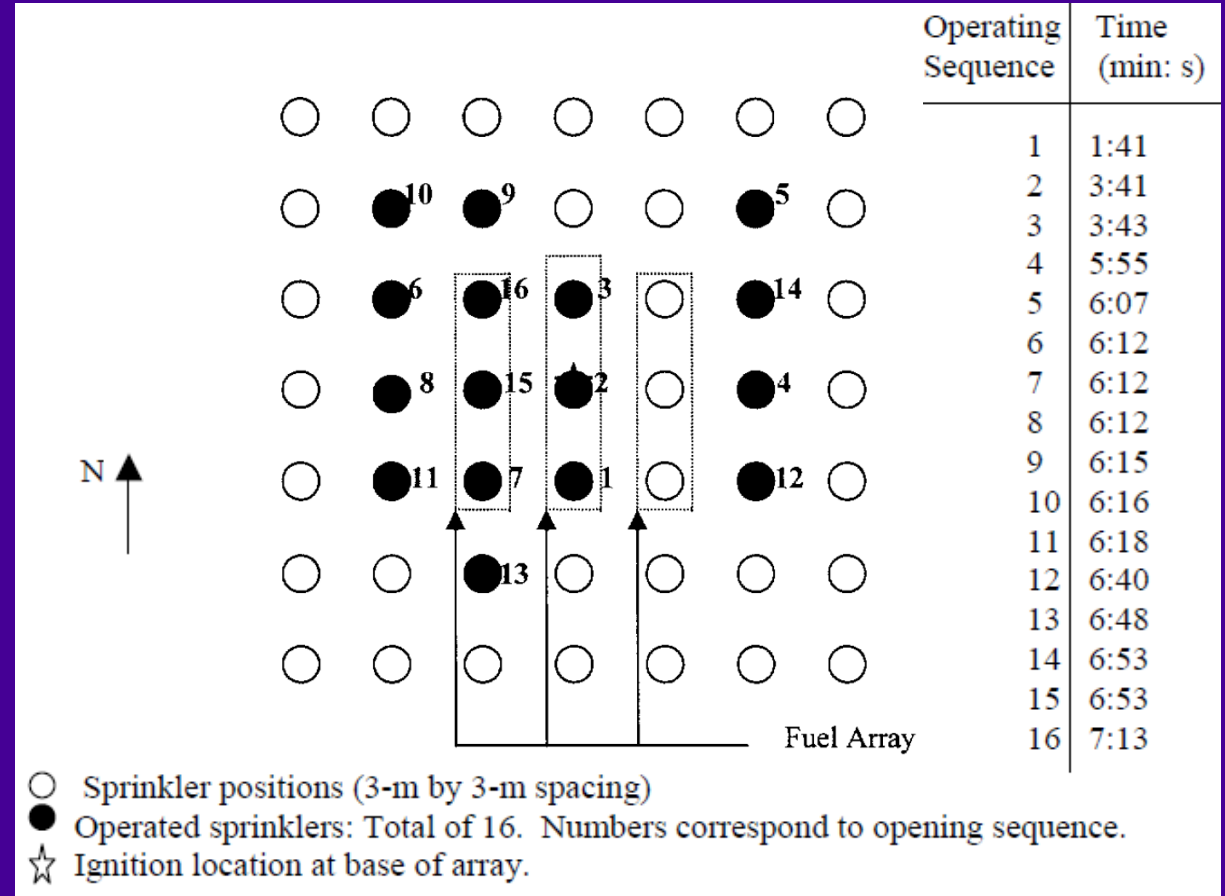 Operating Time
Sequence (min: s)
1 1:41
2 3:41
3 3:43
4 5:55
5 6:07
6 6:12
7 6:12
8 6:12
9 6:15
10 6:16
11 6:18
12 6:40
13 6:48
14 6:53
15 6:53
16 7:13
10 9 5
6 16 3 14
8 15 2 4
N 11 7 1 12
13
Fuel Array
Sprinkler positions (3-m by 3-m spacing)
Operated sprinklers: Total of 16. Numbers correspond to opening sequence.
Ignition location at base of array.